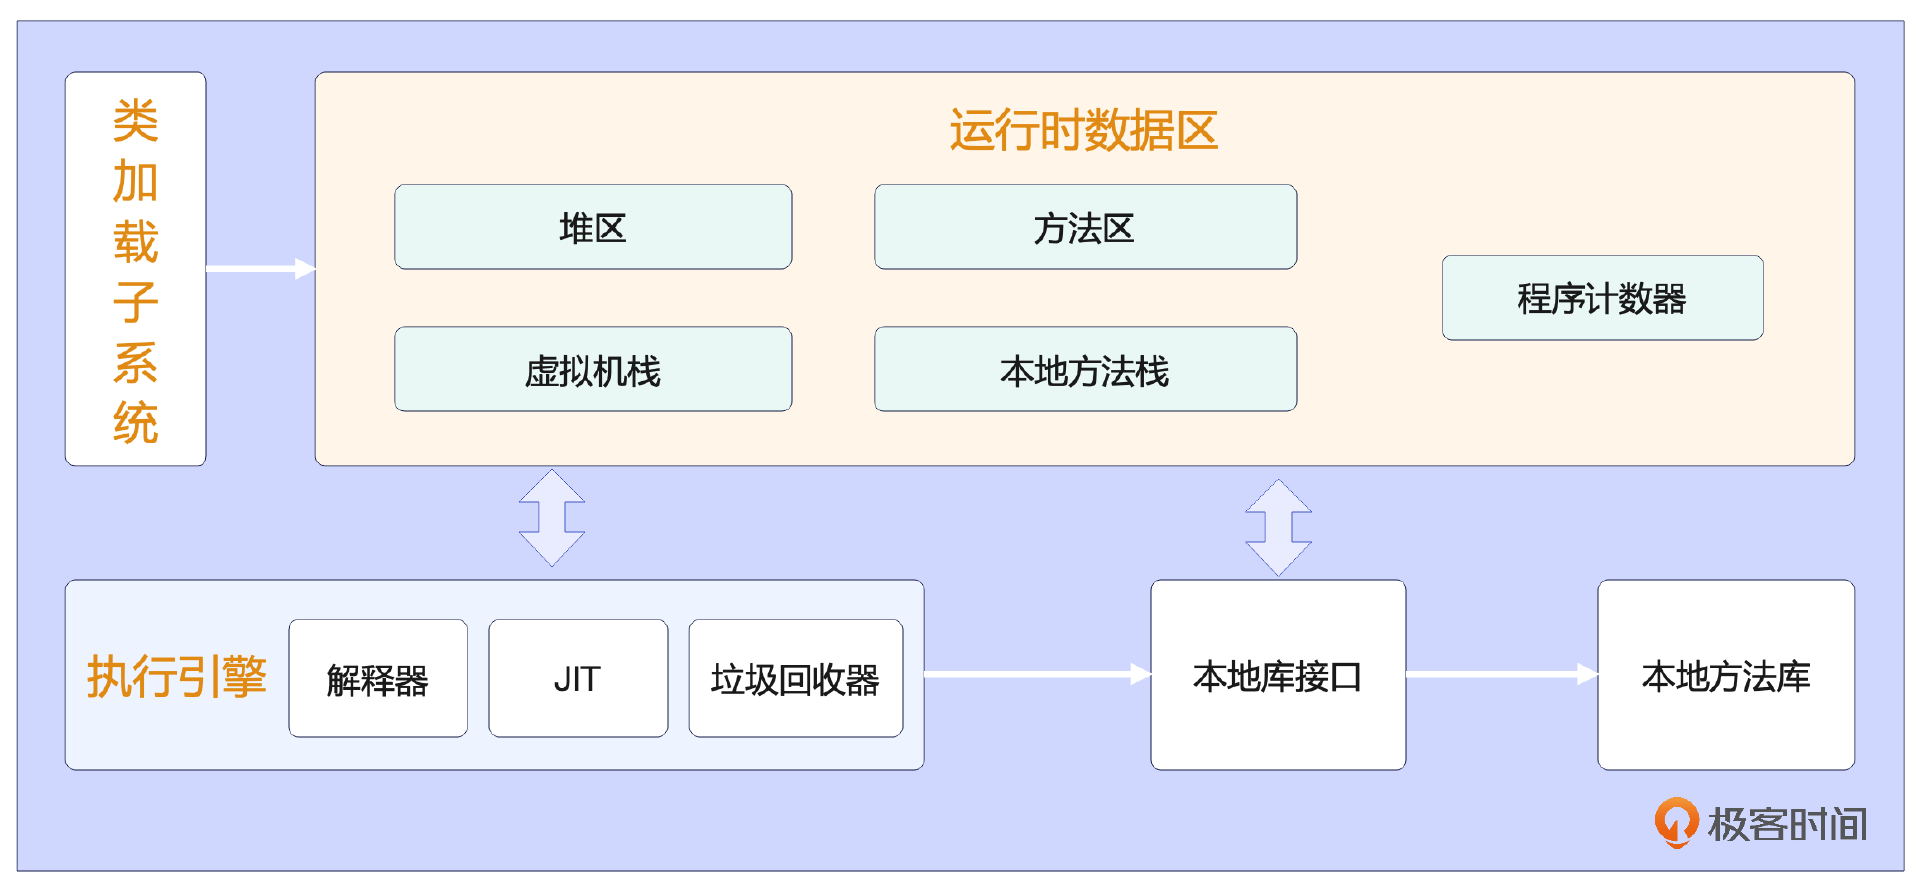 类加载子系统
运行时数据区
堆区
方法区
程序计数器
虚拟机栈
本地方法栈
执行引擎
解释器
JIT
垃圾回收器
本地库接口
本地方法库
极客时间